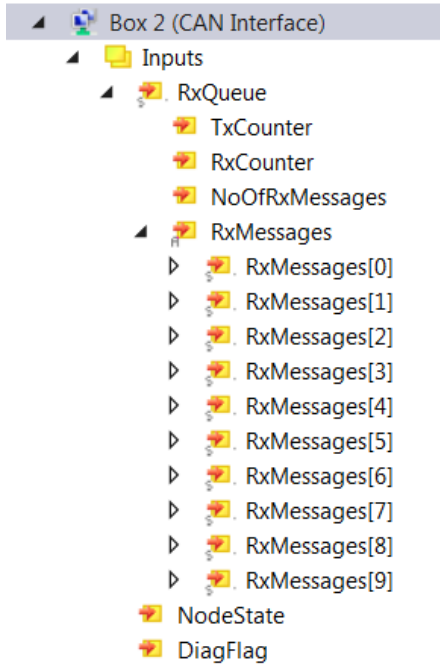 Box 2 (CAN Interface)
Inputs
RxQueue
TxCounter
RxCounter
NoOfRxMessages
RxMessages
RxMessages[0]
RxMessages[1]
RxMessages[2]
RxMessages[3]
RxMessages[4]
RxMessages[5]
RxMessages[6]
RxMessages[7]
RxMessages[8]
RxMessages[9]
NodeState
DiagFlag